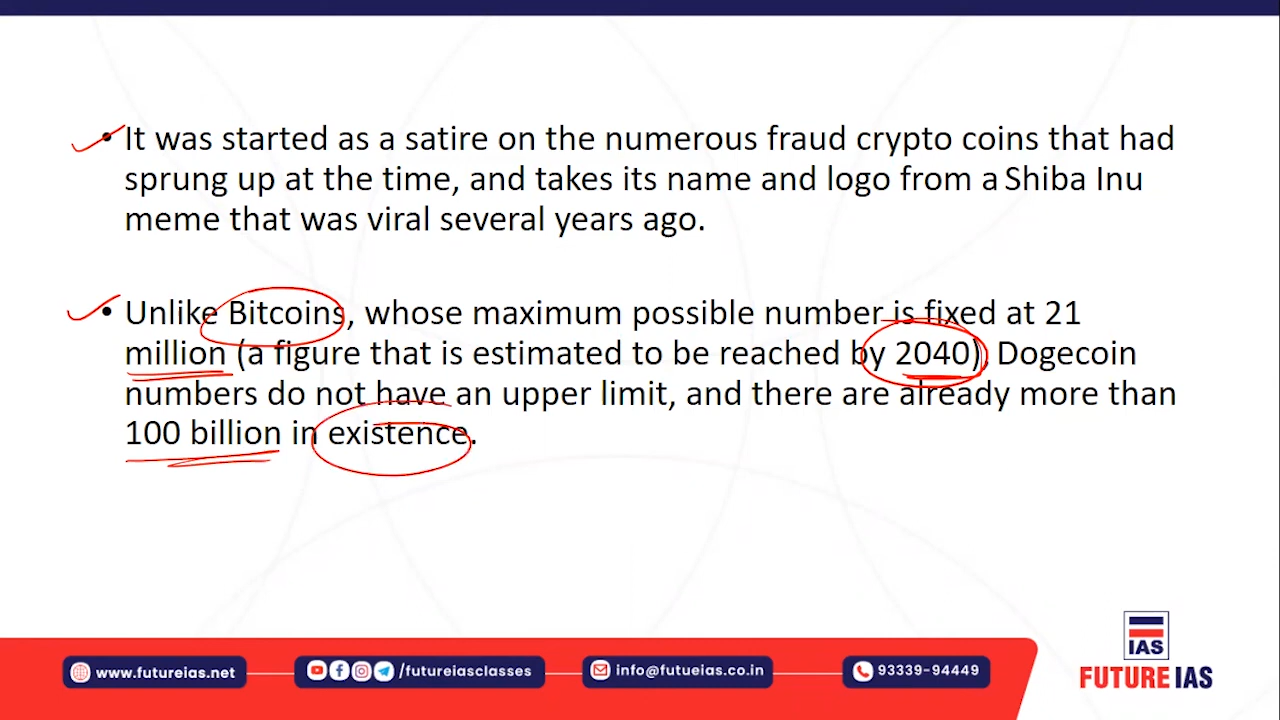 • It was started as a satire on the numerous fraud crypto coins that had
sprung up at the time, and takes its name and logo from a Shiba Inu
meme that was viral several years ago.
• Unlike Bitcoins, whose maximum possible number is fixed at 21
million (a figure that is estimated to be reached by 2040), Dogecoin
numbers do not have an upper limit, and there are already more than
100 billion in existence.
IAS
FUTURE IAS
www.futureias.net
/futureiasclasses
info@futueias.co.in
93339-94449